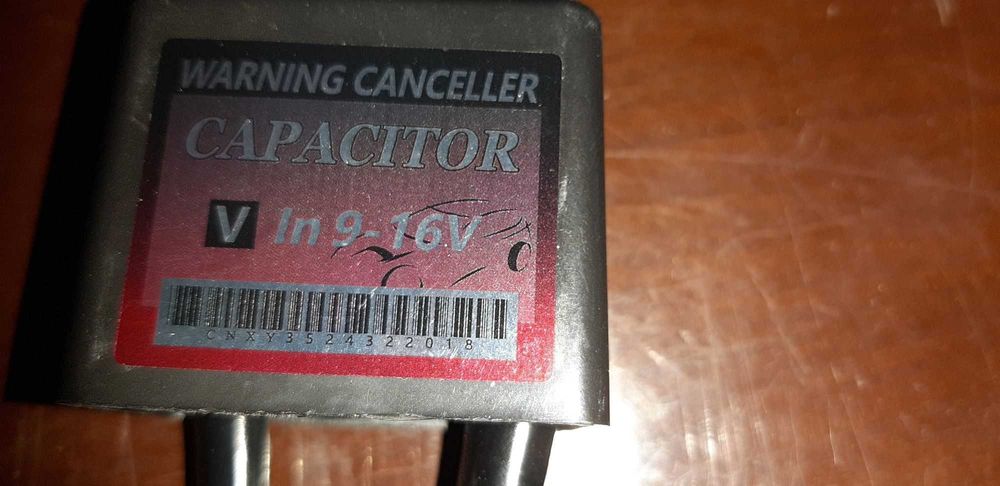 WARNING CANCELLER
CAPACITOR
V In 9-16V
CNXY3524322018